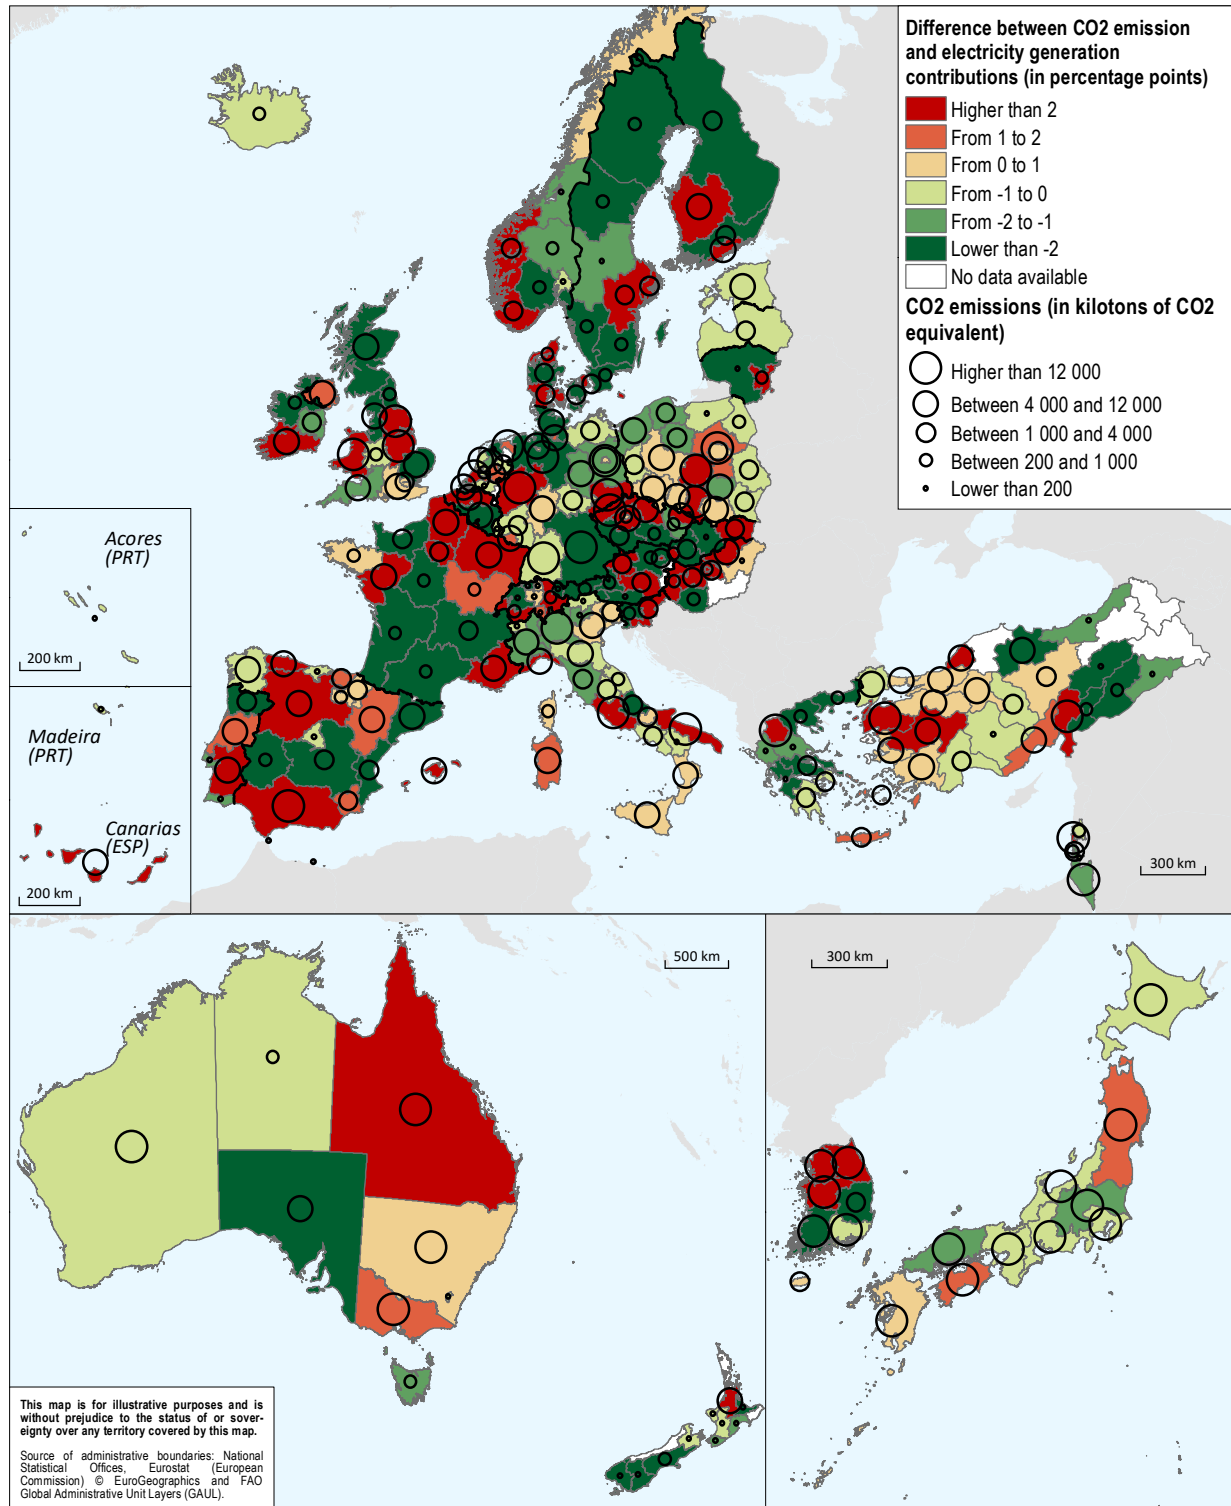 Difference between CO2 emission
and electricity generation
contributions (in percentage points)
Higher than 2
From 1 to 2
From 0 to 1
From -1 to 0
From -2 to -1
Lower than -2
No data available
CO2 emissions (in kilotons of CO2
equivalent)
Higher than 12 000
Between 4 000 and 12 000
Between 1 000 and 4 000
Between 200 and 1 000
Lower than 200
Acores
(PRT)
200 km
Madeira
(PRT)
Canarias
(ESP)
200 km
300 km
500 km
300 km
This map is for illustrative purposes and is
without prejudice to the status of or sover-
eignty over any territory covered by this map.
Source of administrative boundaries: National
Statistical Offices, Eurostat (European
Commission) © EuroGeographics and FAO
Global Administrative Unit Layers (GAUL).